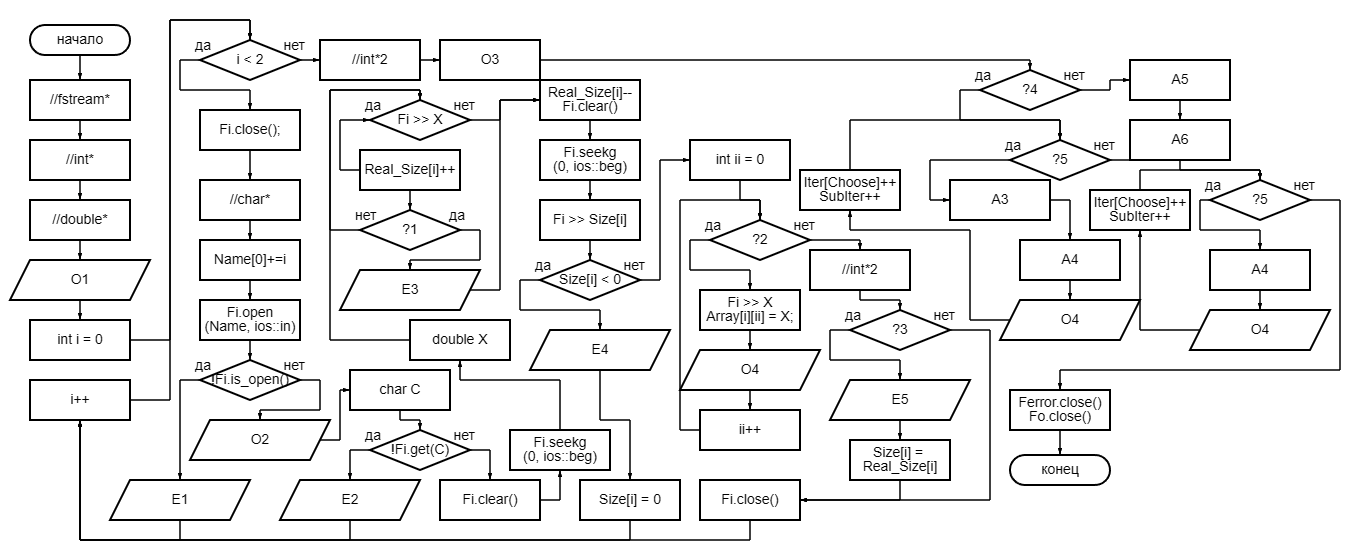 начало
//fstream*
//int*
//double*
O1
int i = 0
i++
да
i < 2
нет
Fi.close();
//char*
Name[0]+=i
Fi.open
(Name, ios::in)
да
!Fi.is_open()
нет
E1
O2
//int*2
O3
да
Fi >> X
нет
Real_Size[i]++
нет
?1
да
E3
double X
char C
да
!Fi.get(C)
нет
E2
Fi.clear()
Fi.seekg
(0, ios::beg)
Real_Size[i]--
Fi.clear()
Fi.seekg
(0, ios::beg)
Fi >> Size[i]
да
Size[i] < 0
нет
E4
Size[i] = 0
int ii = 0
да
?2
нет
Fi >> X
Array[i][ii] = X;
O4
ii++
Fi.close()
//int*2
да
?3
нет
E5
Size[i] =
Real_Size[i]
Iter[Choose]++
SubIter++
да
?4
нет
да
?5
нет
A3
A4
O4
A5
A6
Iter[Choose]++
SubIter++
да
?5
нет
A4
O4
Ferror.close()
Fo.close()
конец